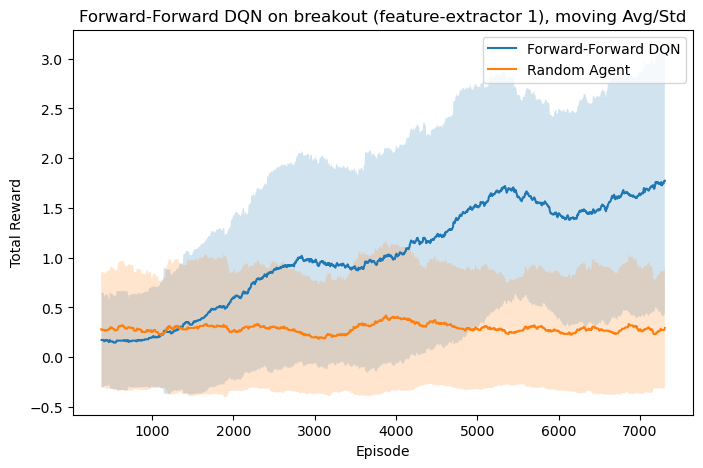 Forward-Forward DQN on breakout (feature-extractor 1), moving Avg/Std
Forward-Forward DQN
Random Agent
Total Reward
3.0
2.5
2.0
1.5
1.0
0.5
0.0
−0.5
1000 2000 3000 4000 5000 6000 7000
Episode